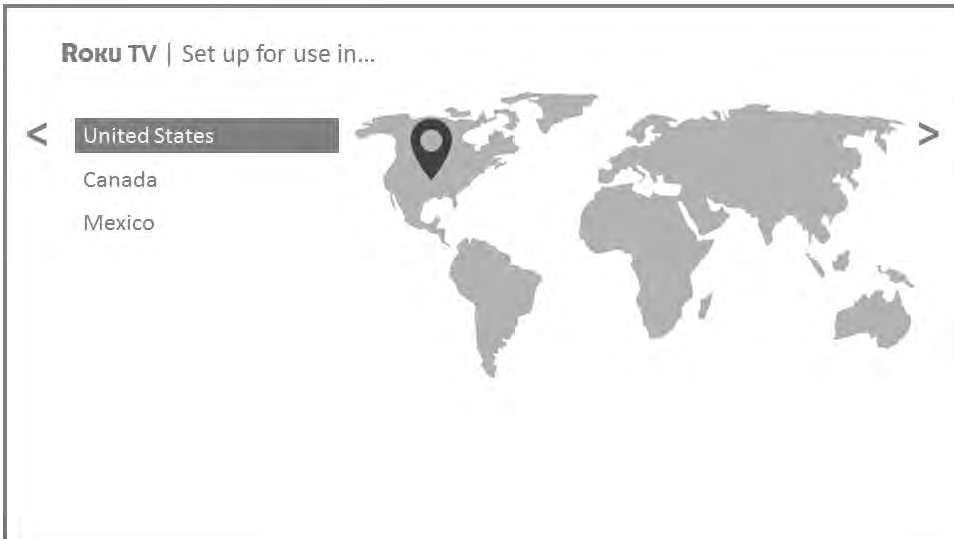 Roku TV | Set up for use in...
< United States >
Canada
Mexico